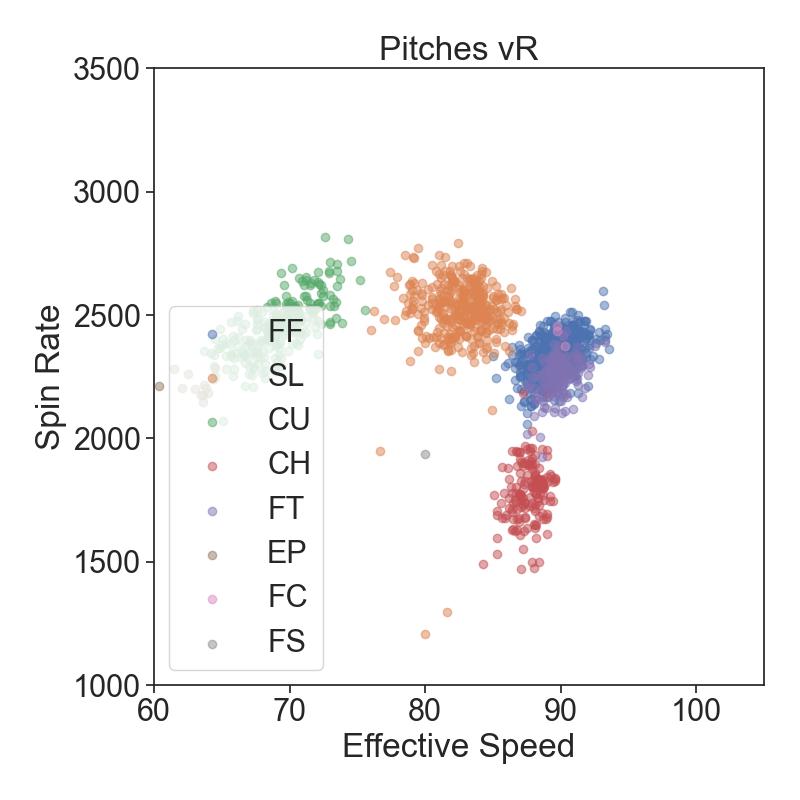 Pitches vR
3500
3000
2500
2000
1500
1000
Spin Rate
FF
SL
CU
CH
FT
EP
FC
FS
60 70 80 90 100
Effective Speed